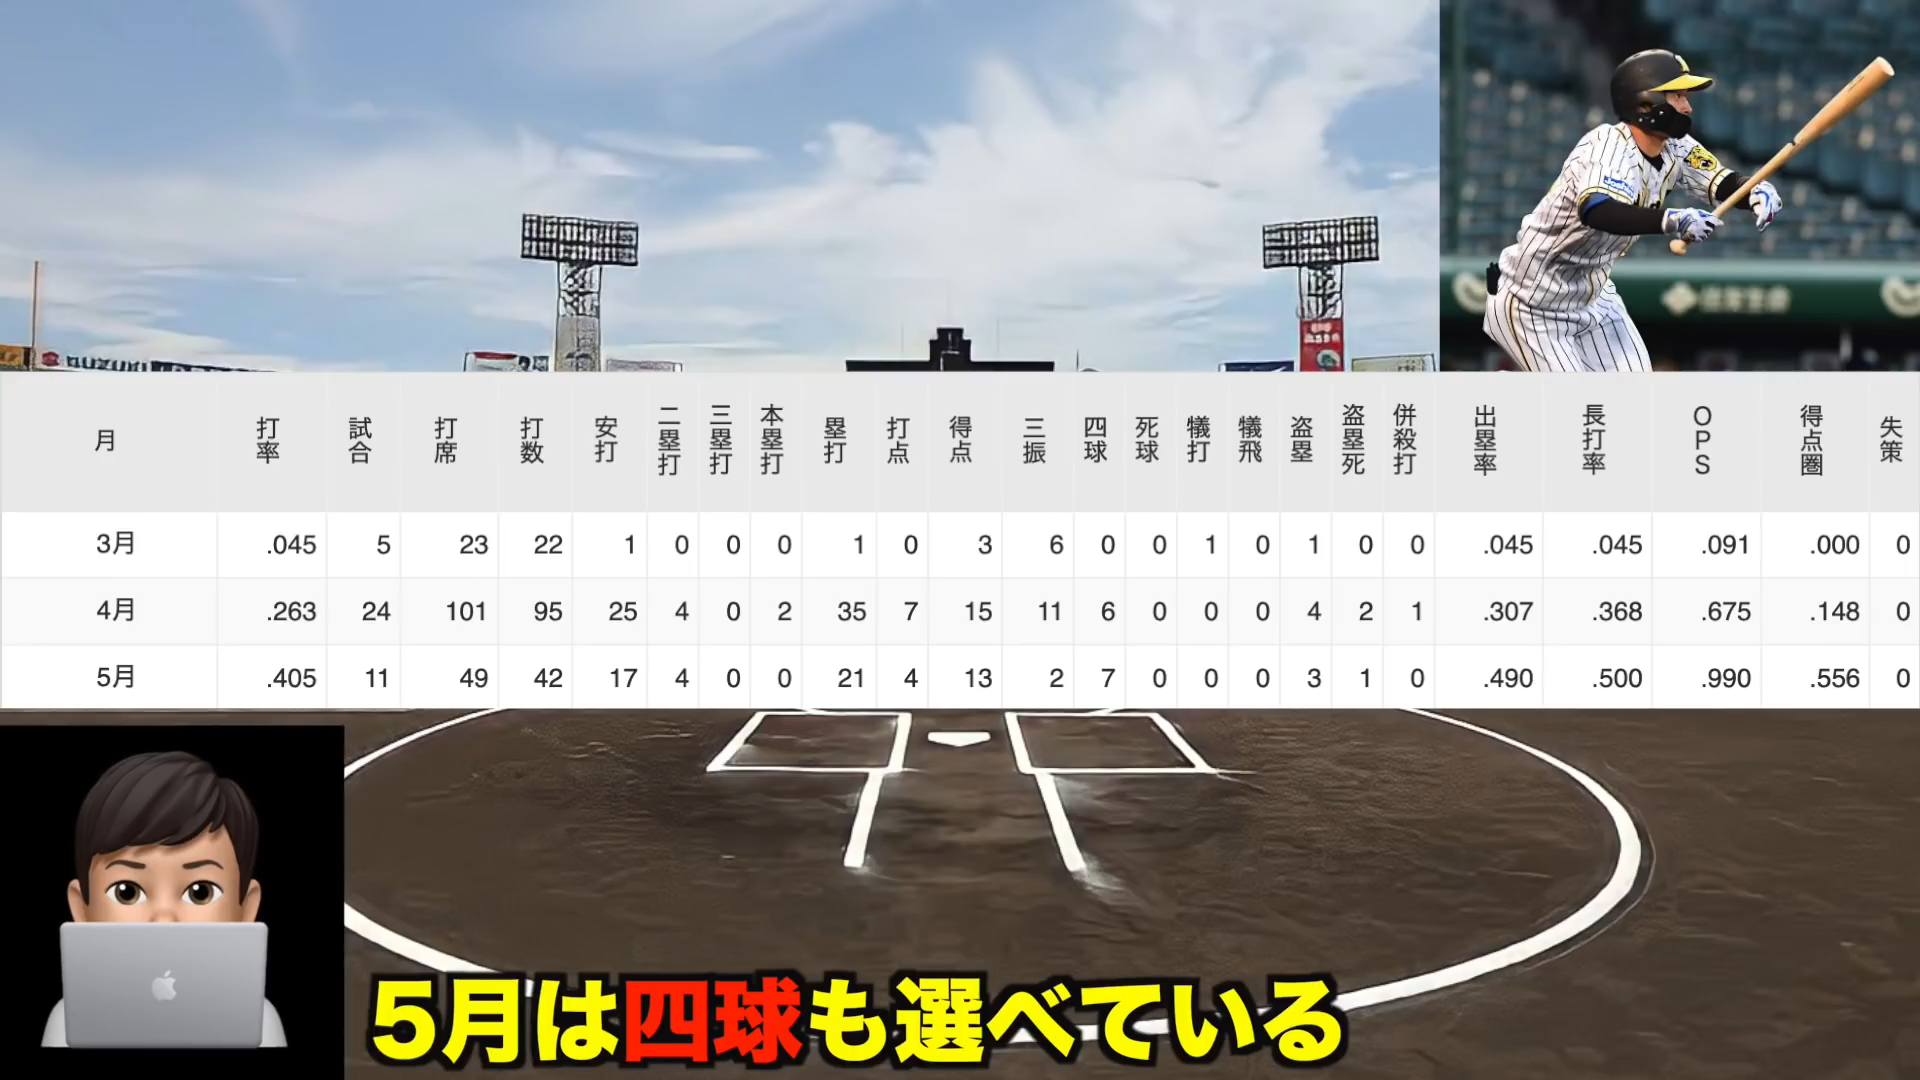 月 打率 試合 打席 打数 安打 二塁打 三塁打 本塁打 塁打 打点 得点 三振 四球 死球 犠打 犠飛 盗塁 盗塁死 併殺打 出塁率 長打率 OPS 得点圏 失策
3月 .045 5 23 22 1 0 0 0 1 0 3 6 0 0 1 0 1 0 0 .045 .045 .091 .000 0
4月 .263 24 101 95 25 4 0 2 35 7 15 11 6 0 0 0 4 2 1 .307 .368 .675 .148 0
5月 .405 11 49 42 17 4 0 0 21 4 13 2 7 0 0 0 3 1 0 .490 .500 .990 .556 0
5月は四球も選べている